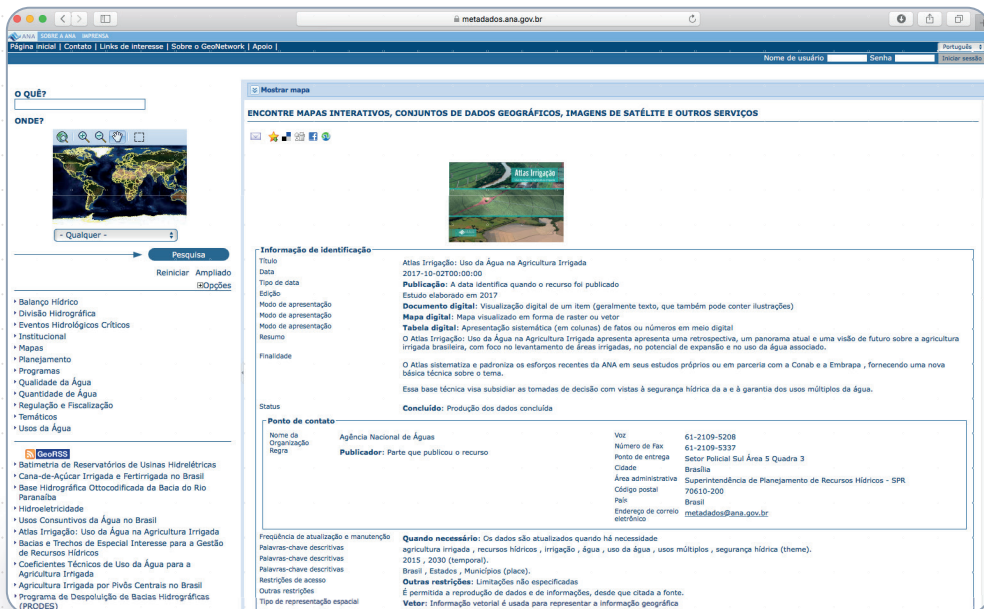 metadados.ana.gov.br
ANA SOBRE A ANA IMPRENSA
Página inicial | Contato | Links de interesse | Sobre o GeoNetwork | Apoio |
Português
Nome de usuário Senha Iniciar sessão
O QUÊ?
ONDE?
- Qualquer -
Pesquisa
Reiniciar Ampliado
Opções
Balanço Hídrico
Divisão Hidrográfica
Eventos Hidrológicos Críticos
Institucional
Mapas
Planejamento
Programas
Qualidade da Água
Quantidade de Água
Regulação e Fiscalização
Temáticos
Usos da Água
GeoRSS
Batimetria de Reservatórios de Usinas Hidrelétricas
Cana-de-Açúcar Irrigada e Fertirrigada no Brasil
Base Hidrográfica Ottocodificada da Bacia do Rio
Paranaíba
Hidroeletricidade
Usos Consuntivos da Água no Brasil
Atlas Irrigação: Uso da Água na Agricultura Irrigada
Bacias e Trechos de Especial Interesse para a Gestão
de Recursos Hídricos
Coeficientes Técnicos de Uso da Água para a
Agricultura Irrigada
Agricultura Irrigada por Pivôs Centrais no Brasil
Programa de Despoluição de Bacias Hidrográficas
(PRODES)
Mostrar mapa
ENCONTRE MAPAS INTERATIVOS, CONJUNTOS DE DADOS GEOGRÁFICOS, IMAGENS DE SATÉLITE E OUTROS SERVIÇOS
Atlas Irrigação
Informação de identificação
Título Atlas Irrigação: Uso da Água na Agricultura Irrigada
Data 2017-10-02T00:00:00
Tipo de data Publicação: A data identifica quando o recurso foi publicado
Edição Estudo elaborado em 2017
Modo de apresentação Documento digital: Visualização digital de um item (geralmente texto, que também pode conter ilustrações)
Modo de apresentação Mapa digital: Mapa visualizado em forma de raster ou vetor
Modo de apresentação Tabela digital: Apresentação sistemática (em colunas) de fatos ou números em meio digital
Resumo O Atlas Irrigação: Uso da Água na Agricultura Irrigada apresenta apresenta uma retrospectiva, um panorama atual e uma visão de futuro sobre a agricultura
irrigada brasileira, com foco no levantamento de áreas irrigadas, no potencial de expansão e no uso da água associado.
Finalidade
O Atlas sistematiza e padroniza os esforços recentes da ANA em seus estudos próprios ou em parceria com a Conab e a Embrapa , fornecendo uma nova
básica técnica sobre o tema.
Essa base técnica visa subsidiar as tomadas de decisão com vistas à segurança hídrica da a e à garantia dos usos múltiplos da água.
Status Concluído: Produção dos dados concluída
Ponto de contato
Nome da Organização Agência Nacional de Águas
Regra Publicador: Parte que publicou o recurso
Voz 61-2109-5208
Número de Fax 61-2109-5337
Ponto de entrega Setor Policial Sul Área 5 Quadra 3
Cidade Brasília
Área administrativa Superintendência de Planejamento de Recursos Hídricos - SPR
Código postal 70610-200
País Brasil
Endereço de correio eletrônico metadados@ana.gov.br
Freqüência de atualização e manutenção Quando necessário: Os dados são atualizados quando há necessidade
Palavras-chave descritivas agricultura irrigada , recursos hídricos , irrigação , água , uso da água , usos múltiplos , segurança hídrica (theme).
Palavras-chave descritivas 2015 , 2030 (temporal).
Palavras-chave descritivas Brasil , Estados , Municípios (place).
Restrições de acesso Outras restrições: Limitações não especificadas
Outras restrições É permitida a reprodução de dados e de informações, desde que citada a fonte.
Tipo de representação espacial Vetor: Informação vetorial é usada para representar a informação geográfica